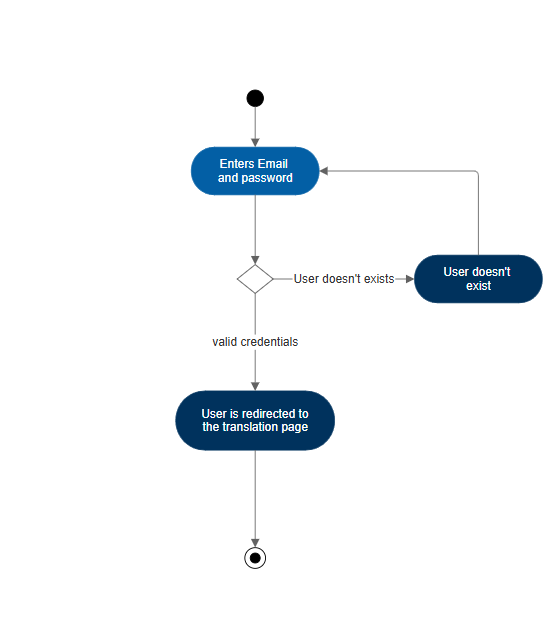 Enters Email
and password
User doesn't exists
User doesn't
exist
valid credentials
User is redirected to
the translation page